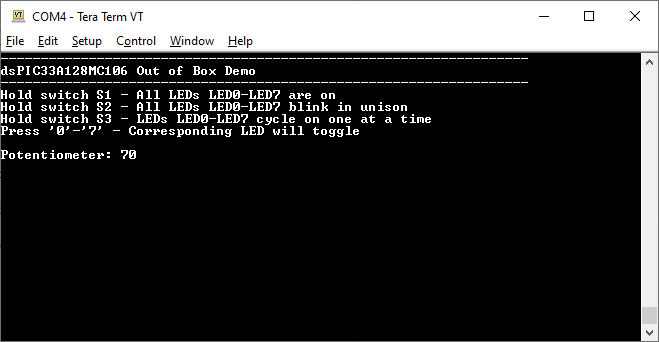 COM4 - Tera Term VT
File Edit Setup Control Window Help
------------------------------------------------------------------
dsPIC33A128MC106 Out of Box Demo
------------------------------------------------------------------
Hold switch S1 - All LEDs LED0-LED7 are on
Hold switch S2 - All LEDs LED0-LED7 blink in unison
Hold switch S3 - LEDs LED0-LED7 cycle on one at a time
Press '0'-'7' - Corresponding LED will toggle
Potentiometer: 70